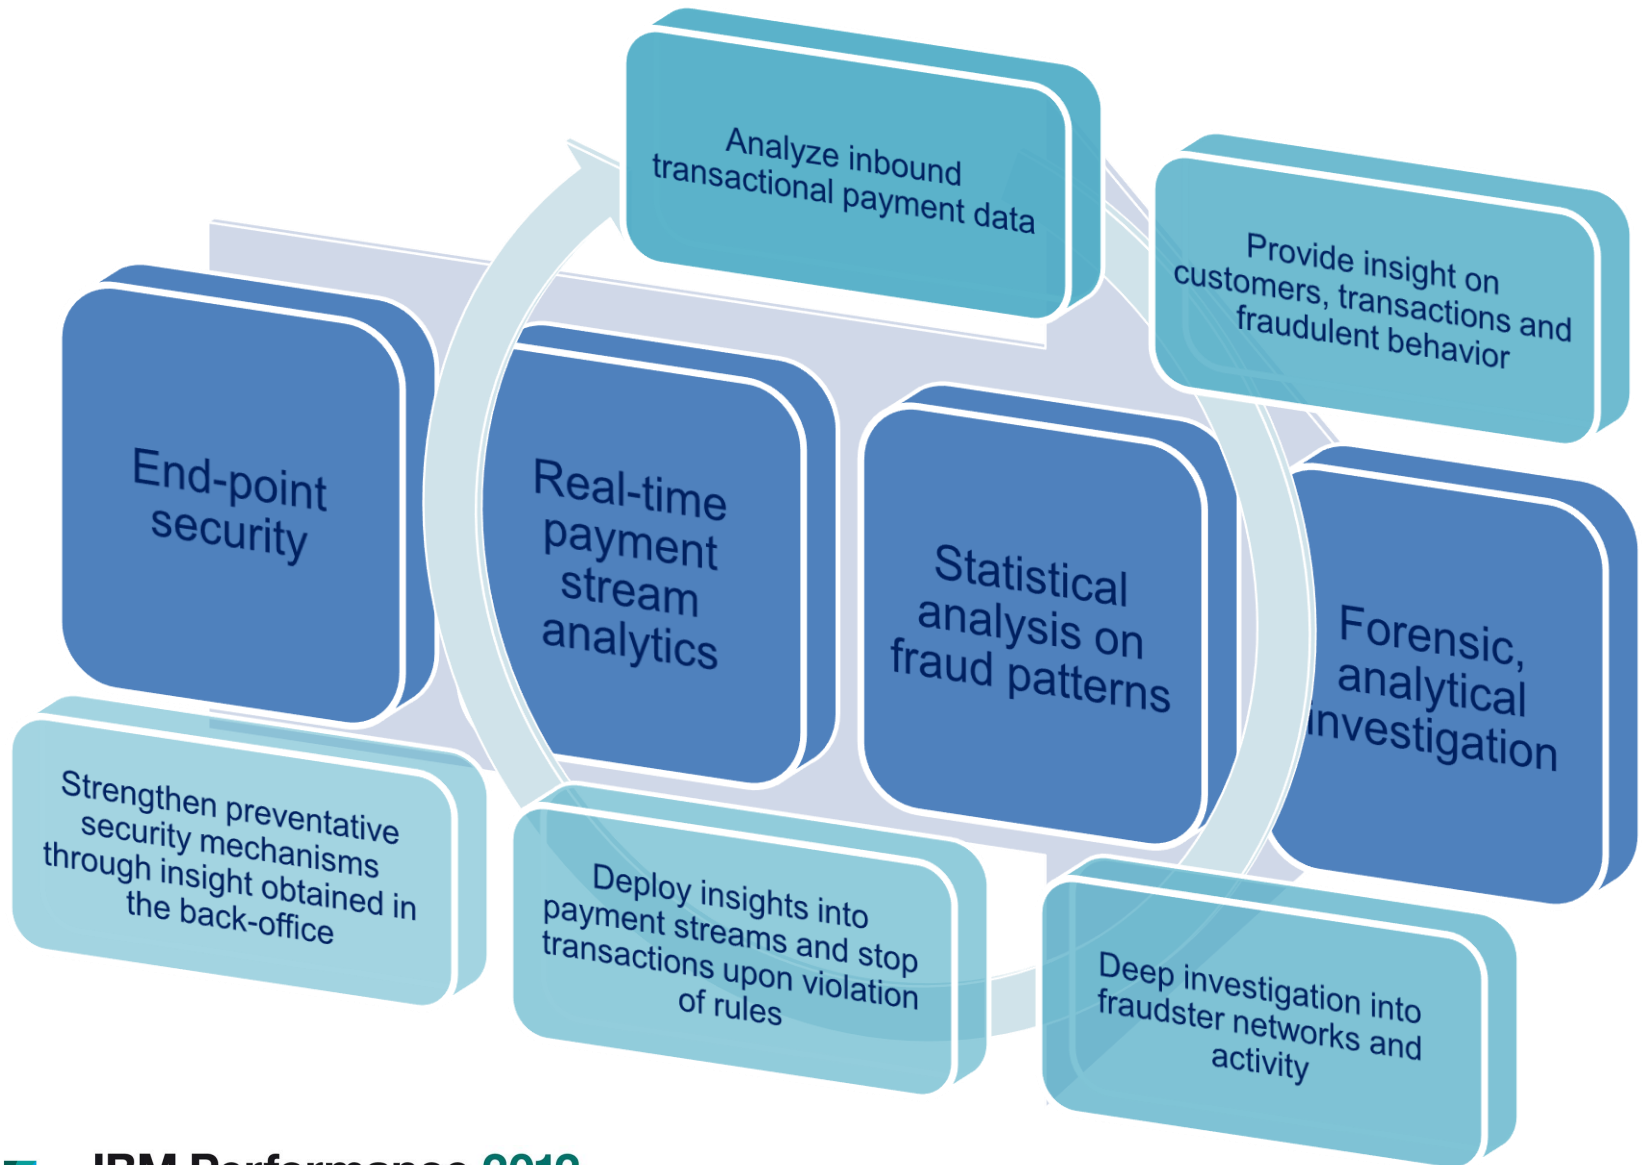 Analyze inbound
transactional payment data
Provide insight on
customers, transactions and
fraudulent behavior
End-point
security
Real-time
payment
stream
analytics
Statistical
analysis on
fraud patterns
Forensic,
analytical
investigation
Strengthen preventative
security mechanisms
through insight obtained in
the back-office
Deploy insights into
payment streams and stop
transactions upon violation
of rules
Deep investigation into
fraudster networks and
activity
IBM Performance 2012